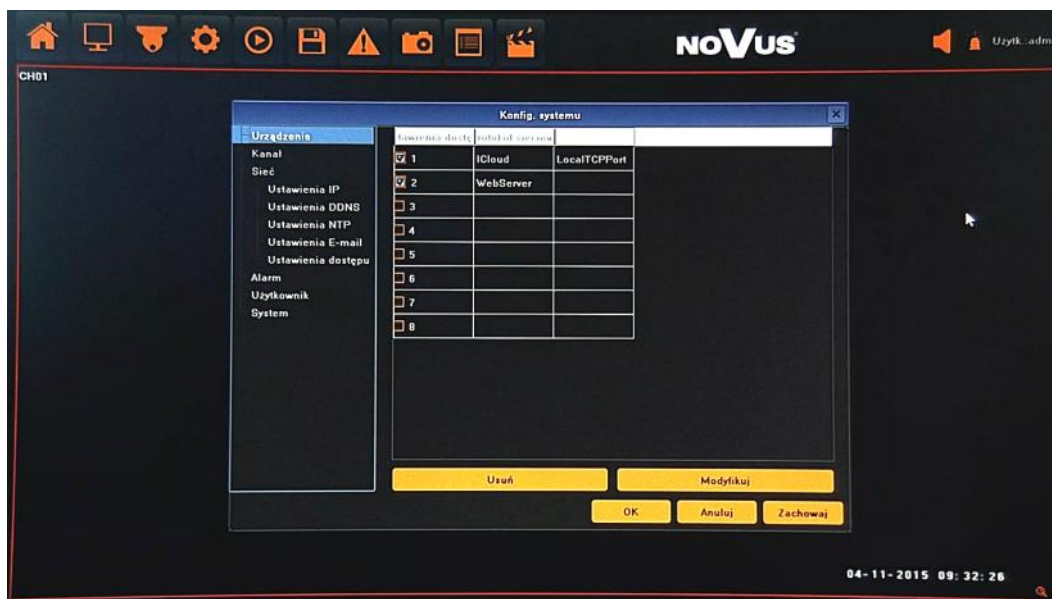 NOVUS
Użytk.:adm
CH01
Konfig. systemu
Urządzenie
Kanał
Sieć
Ustawienia IP
Ustawienia DDNS
Ustawienia NTP
Ustawienia E-mail
Ustawienia dostępu
Alarm
Użytkownik
System
1 ICloud LocalTCPPort
2 WebServer
3
4
5
6
7
8
Usuń Modyfikuj
OK Anuluj Zachowaj
04-11-2015 09:32:26